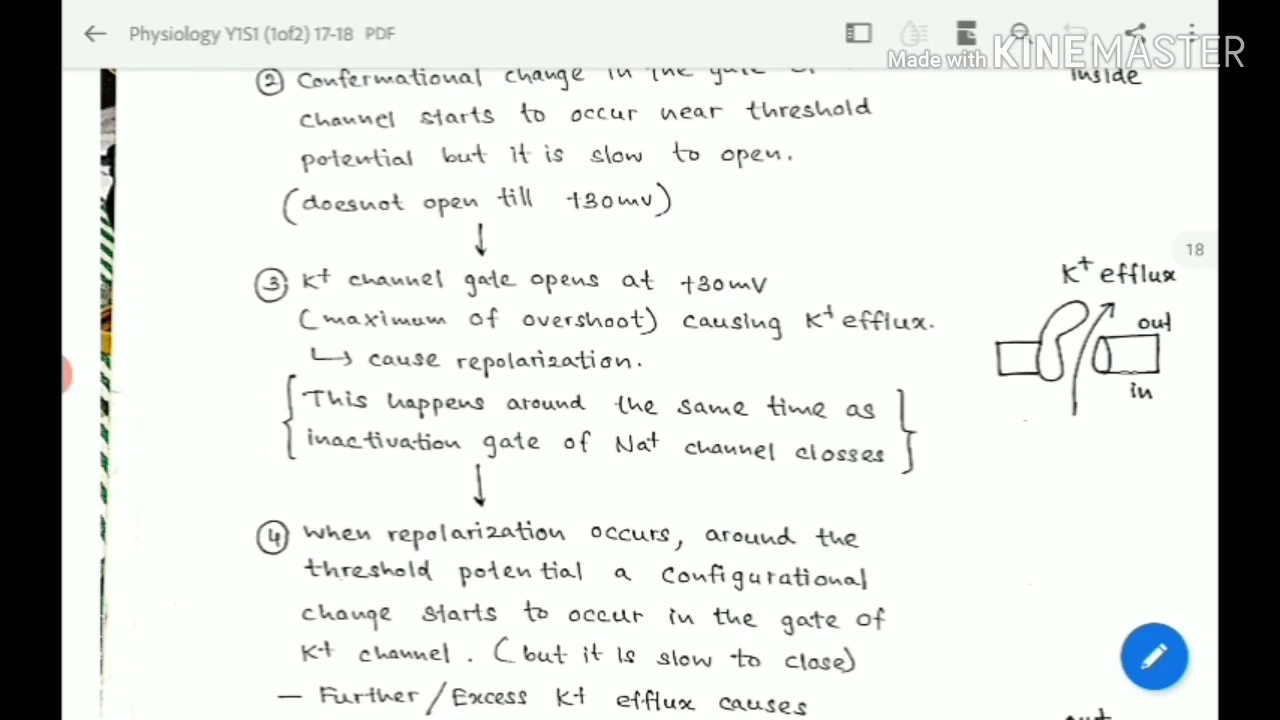 Physiology Y1S1 (1of2) 17-18 PDF
Made with KINEMASTER
② Confermational change in the gate
inside
channel starts to occur near threshold
potential but it is slow to open.
(doesnot open till +30mv)
↓
18
③ K+ channel gate opens at +30mV
(maximum of overshoot) causing K+ efflux.
↳ cause repolarization.
{This happens around the same time as
inactivation gate of Na+ channel closses}
↓
K+ efflux
out
in
④ When repolarization occurs, around the
threshold potential a configurational
change starts to occur in the gate of
K+ channel. (but it is slow to close)
— Further/Excess K+ efflux causes